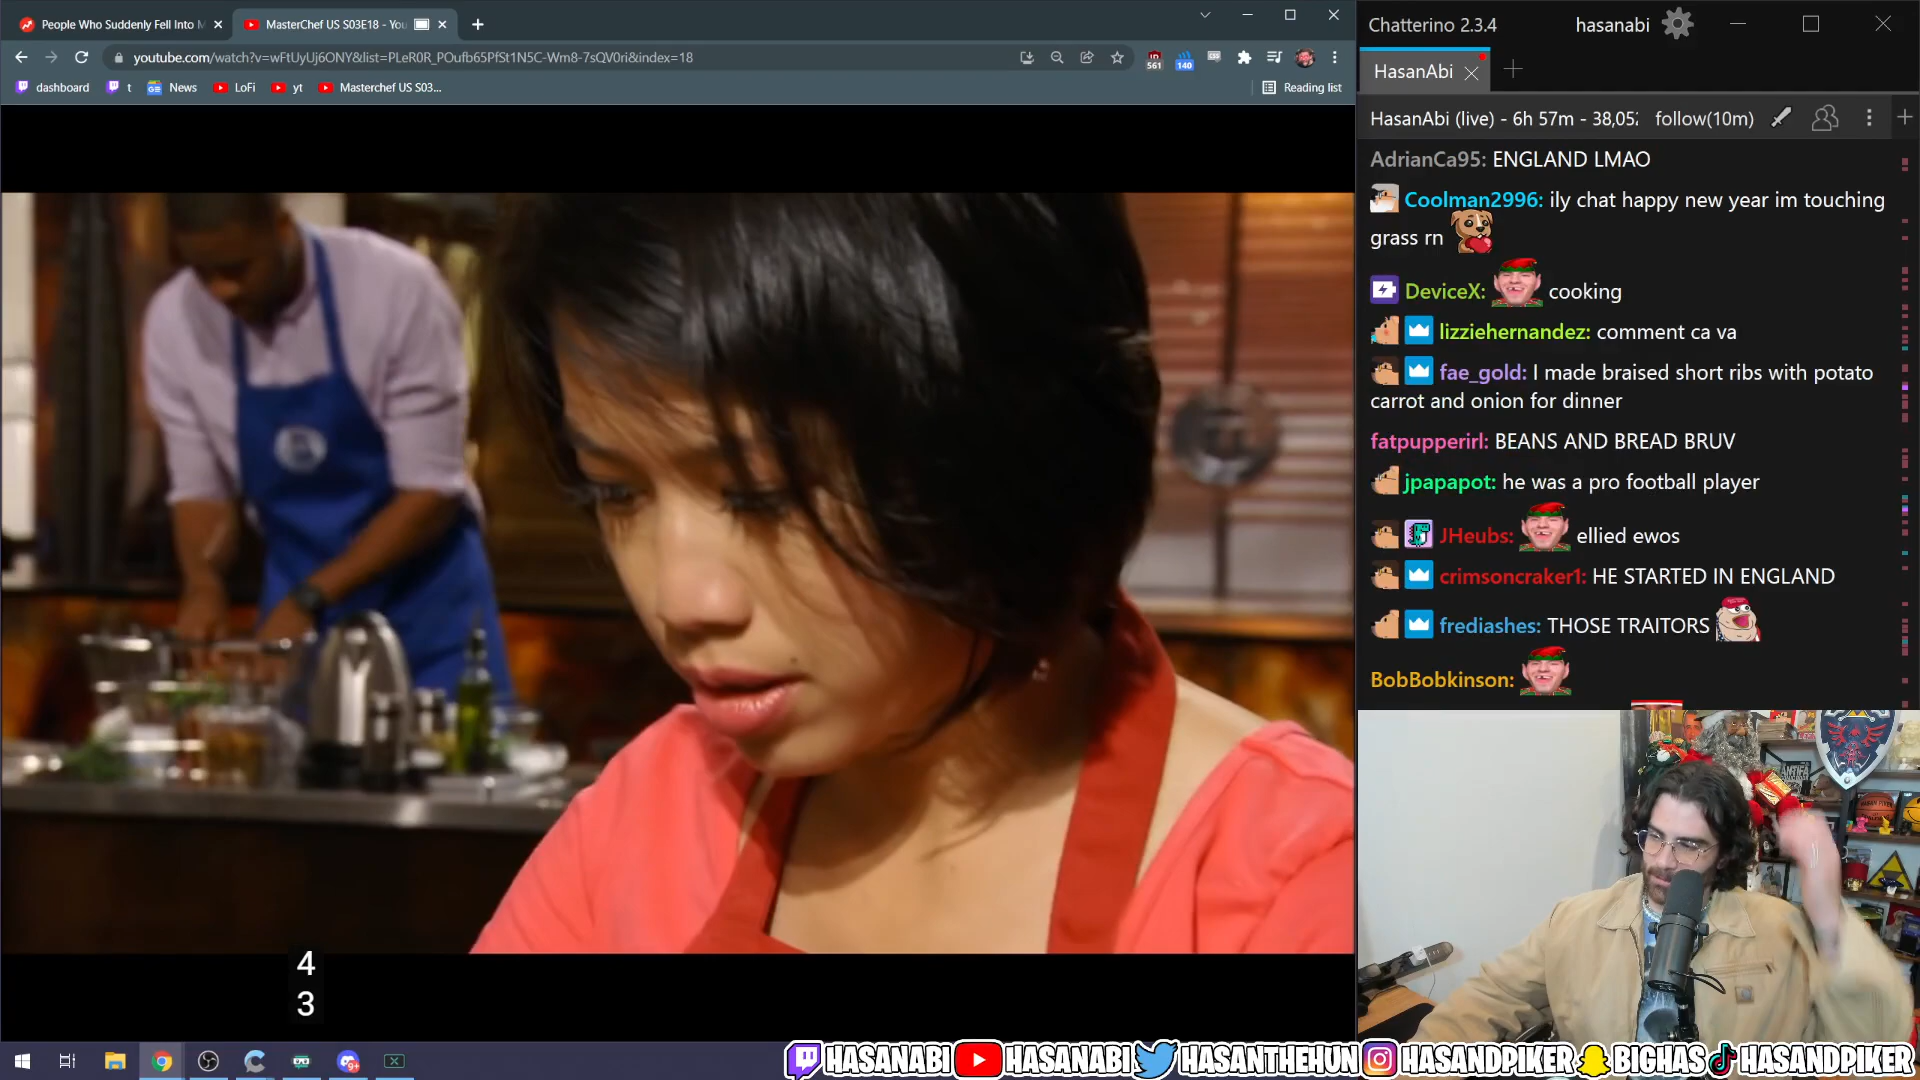 People Who Suddenly Fell Into M
MasterChef US S03E18 - You
youtube.com/watch?v=wFtUyUj6ONY&list=PLeR0R_POufb65PfSt1N5C-Wm8-7sQV0ri&index=18
561
140
dashboard
t
News
LoFi
yt
Masterchef US S03...
Reading list
Chatterino 2.3.4
hasanabi
HasanAbi
HasanAbi (live) - 6h 57m - 38,05
follow(10m)
AdrianCa95: ENGLAND LMAO
Coolman2996: ily chat happy new year im touching
grass rn
DeviceX: cooking
lizziehernandez: comment ca va
fae_gold: I made braised short ribs with potato
carrot and onion for dinner
fatpupperirl: BEANS AND BREAD BRUV
jpapapot: he was a pro football player
JHeubs: ellied ewos
crimsoncraker1: HE STARTED IN ENGLAND
frediashes: THOSE TRAITORS
BobBobkinson:
ANTIFA
4
3
9+
HASANABI
HASANABI
HASANTHEHUN
HASANDPIKER
BIGHAS
HASANDPIKER